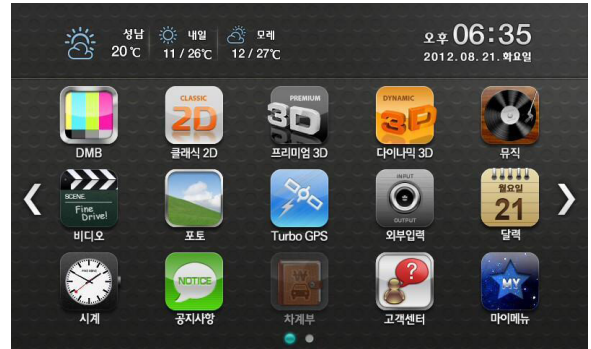 성남 내일 모레
20℃ 11 / 26℃ 12 / 27℃
오후 06:35
2012. 08. 21. 화요일
CLASSIC 2D
PREMIUM 3D
DYNAMIC 3D
DMB 클래식 2D 프리미엄 3D 다이나믹 3D 뮤직
SCENE.
Fine
Drive!
INPUT
OUTPUT
월요일
21
비디오 포토 Turbo GPS 외부입력 달력
NOTICE
W
?
MY
시계 공지사항 차계부 고객센터 마이메뉴